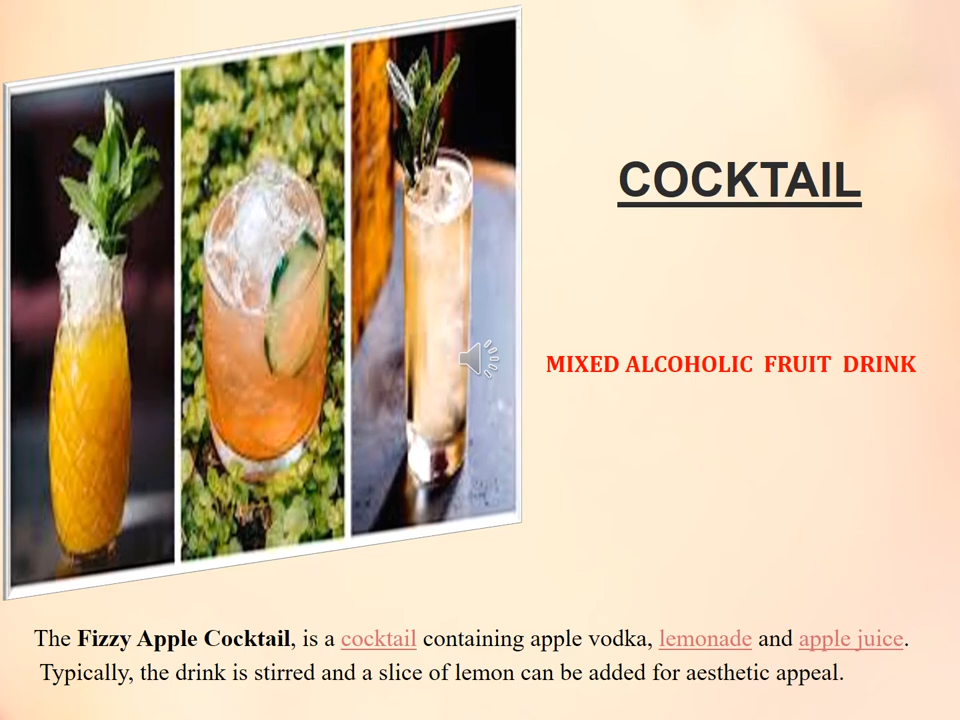 COCKTAIL
MIXED ALCOHOLIC FRUIT DRINK
The Fizzy Apple Cocktail, is a cocktail containing apple vodka, lemonade and apple juice.
Typically, the drink is stirred and a slice of lemon can be added for aesthetic appeal.